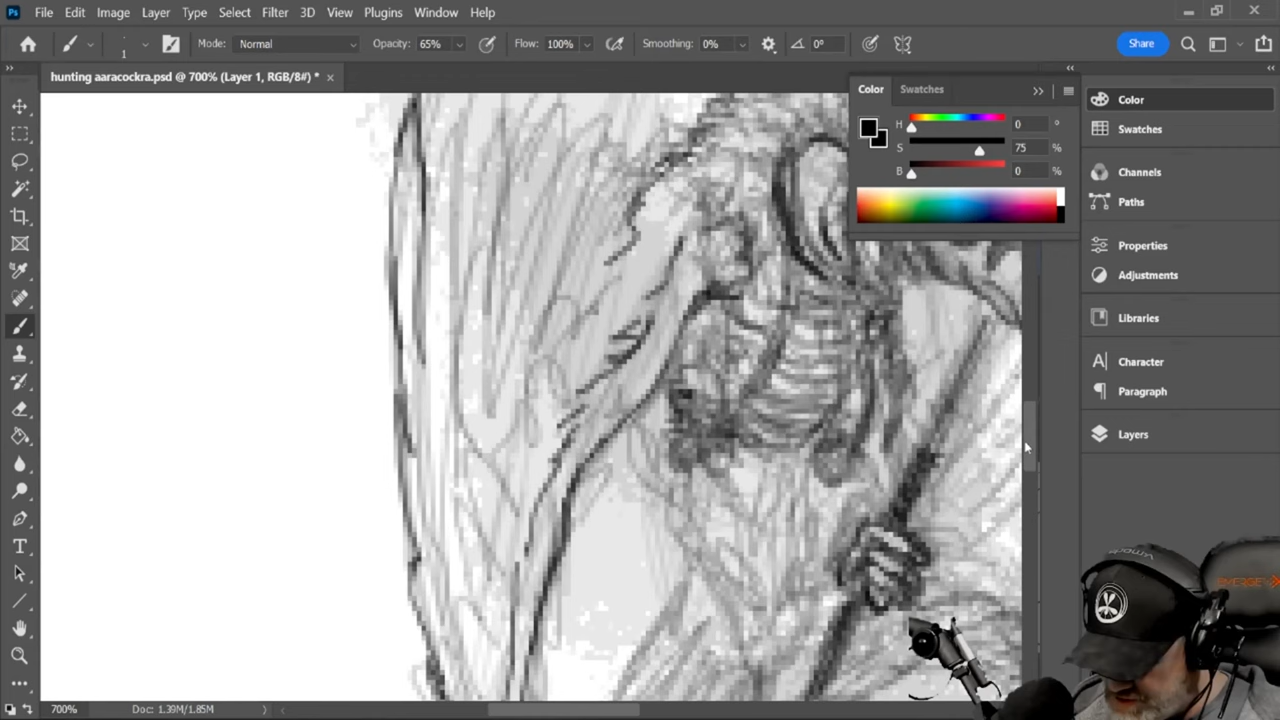 Ps File Edit Image Layer Type Select Filter 3D View Plugins Window Help
1 Mode: Normal Opacity: 65% Flow: 100% Smoothing: 0% 0° Share
hunting aaracockra.psd @ 700% (Layer 1, RGB/8#) *
Color Swatches
H 0 °
S 75 %
B 0 %
Color
Swatches
Channels
Paths
Properties
Adjustments
Libraries
Character
Paragraph
Layers
700% Doc: 1.39M/1.85M